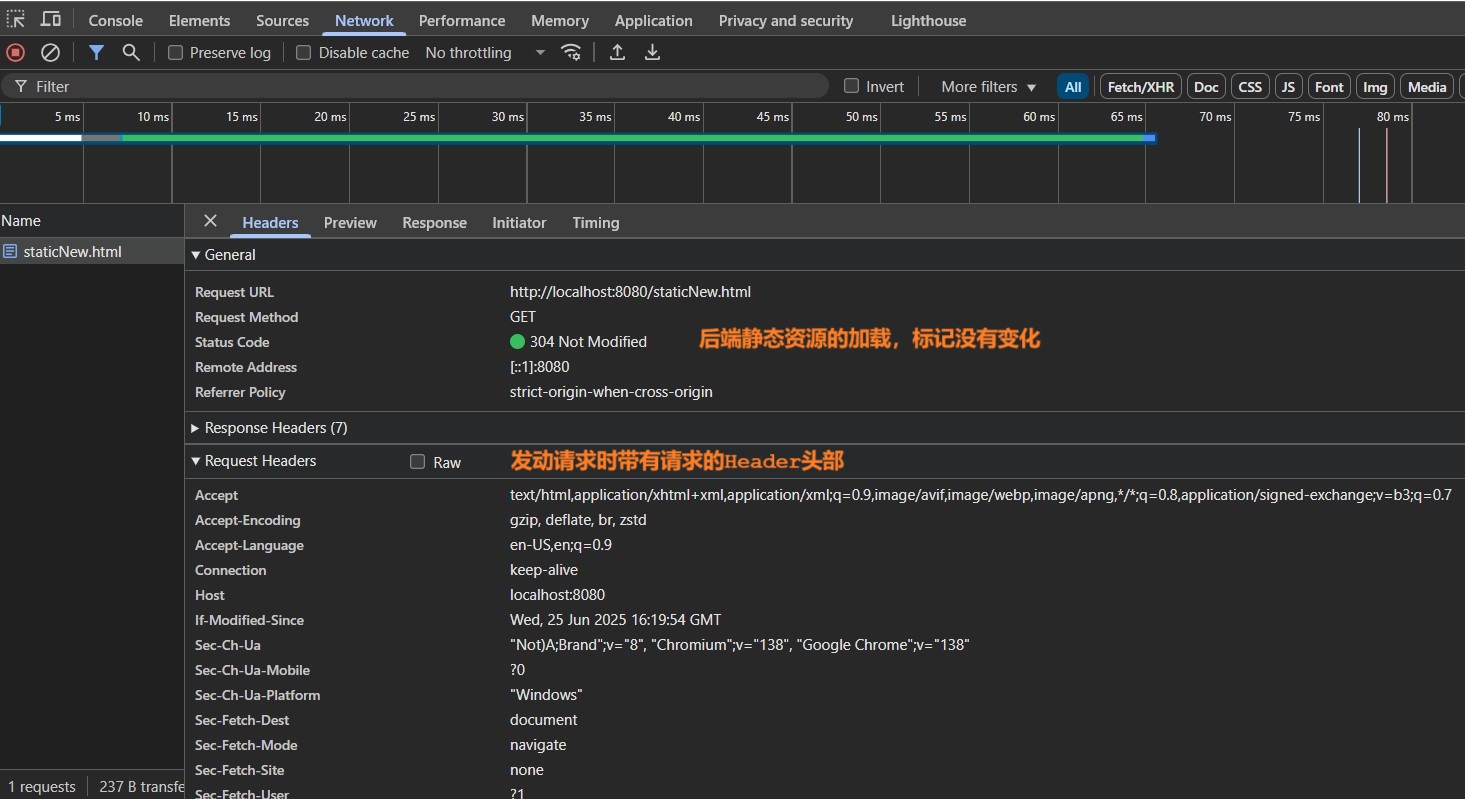 Console Elements Sources Network Performance Memory Application Privacy and security Lighthouse
Preserve log Disable cache No throttling
Filter Invert More filters All Fetch/XHR Doc CSS JS Font Img Media
5 ms 10 ms 15 ms 20 ms 25 ms 30 ms 35 ms 40 ms 45 ms 50 ms 55 ms 60 ms 65 ms 70 ms 75 ms 80 ms
Name Headers Preview Response Initiator Timing
staticNew.html General
Request URL http://localhost:8080/staticNew.html
Request Method GET
Status Code 304 Not Modified 后端静态资源的加载，标记没有变化
Remote Address [::1]:8080
Referrer Policy strict-origin-when-cross-origin
Response Headers (7)
Request Headers Raw 发动请求时带有请求的Header头部
Accept text/html,application/xhtml+xml,application/xml;q=0.9,image/avif,image/webp,image/apng,*/*;q=0.8,application/signed-exchange;v=b3;q=0.7
Accept-Encoding gzip, deflate, br, zstd
Accept-Language en-US,en;q=0.9
Connection keep-alive
Host localhost:8080
If-Modified-Since Wed, 25 Jun 2025 16:19:54 GMT
Sec-Ch-Ua "Not)A;Brand";v="8", "Chromium";v="138", "Google Chrome";v="138"
Sec-Ch-Ua-Mobile ?0
Sec-Ch-Ua-Platform "Windows"
Sec-Fetch-Dest document
Sec-Fetch-Mode navigate
Sec-Fetch-Site none
Sec-Fetch-User ?1
1 requests 237 B transfe